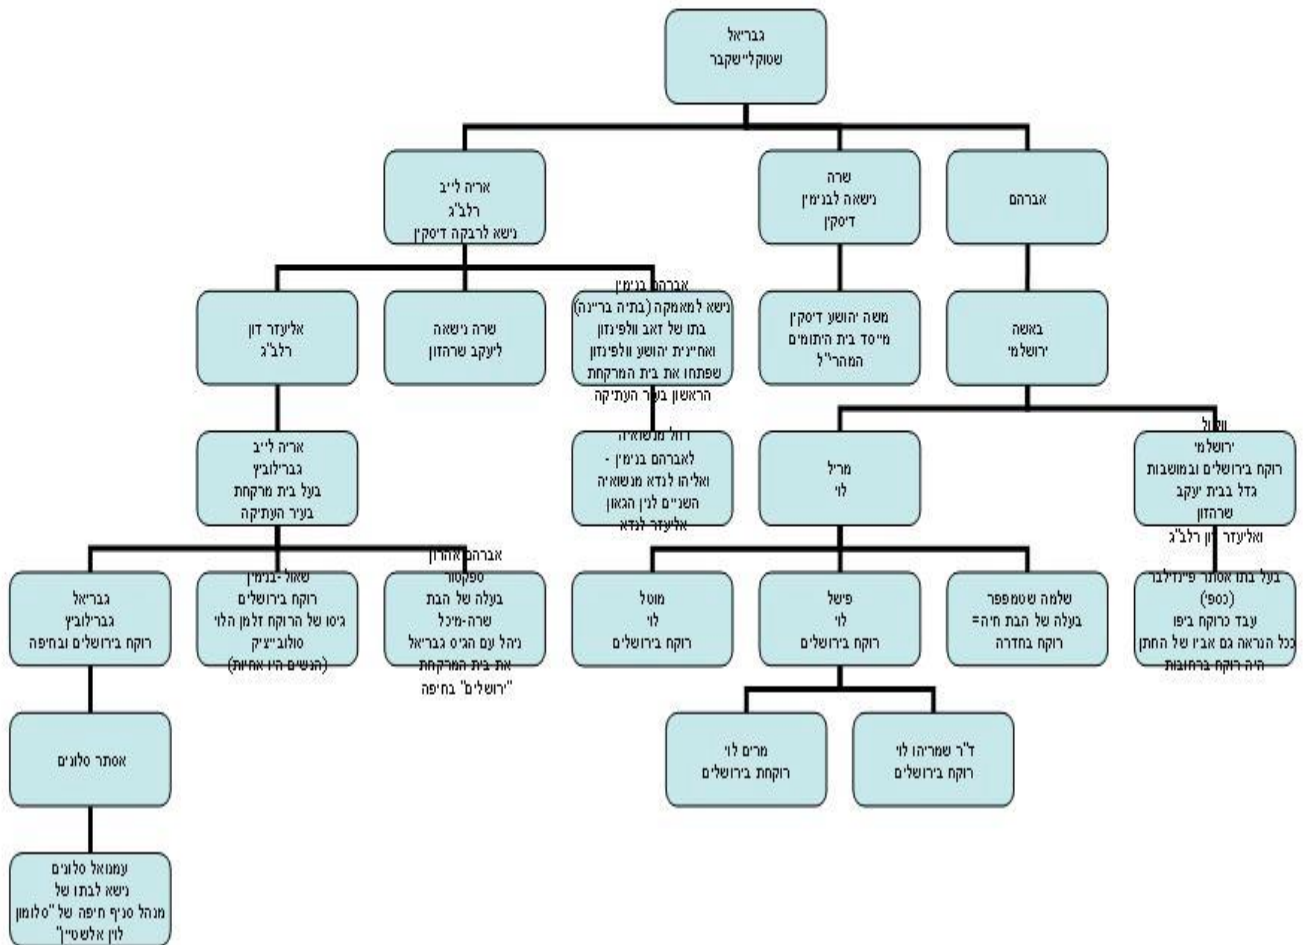 גבריאל
שטוקליישקבר
אריה לייב
רלב"ג
נישא לרבקה דיסקין
שרה
נישאה לבנימין
דיסקין
אברהם
אליעזר דון
רלב"ג
שרה נישאה
ליעקב שרהזון
אברהם בנימין
נישא למאמקה (בתיה בריינה)
בתו של זאב וולפינזון
ואחיינית יהושע וולפינזון
שפתחו את בית המרקחת
הראשון בעיר העתיקה
משה יהושע דיסקין
מייסד בית היתומים
המהרי"ל
באשה
ירושלמי
אריה לייב
גברילוביץ
בעל בית מרקחת
בעיר העתיקה
מנשואיה
לאברהם בנימין -
ואליהו לנדא מנשואיה
השניים לנין הגאון
אליעזר לנדא
מריל
לוי
ירושלמי
רוקח בירושלים ובמושבות
גדל בבית יעקב
שרהזון
ואליעזר דון רלב"ג
גבריאל
גברילוביץ
רוקח בירושלים ובחיפה
שאול-בנימין
רוקח בירושלים
גיסו של הרוקח זלמן הלוי
סולובייציק
(הנשים היו אחיות)
אברהם אהרון
ספקטור
בעלה של הבת
שרה-מיכל
ניהל עם הגיס גבריאל
את בית המרקחת
"ירושלים" בחיפה
מוטל
לוי
רוקח בירושלים
פישל
לוי
רוקח בירושלים
שלמה שטמפפר
בעלה של הבת חיה=
רוקח בחדרה
בעל בתו אסתר פיינזילבר
(כספי)
עבד כרוקח ביפו
ככל הנראה גם אביו של החתן
היה רוקח ברחובות
אסתר סלונים
מרים לוי
רוקחת בירושלים
ד"ר שמריהו לוי
רוקח בירושלים
עמנואל סלונים
נישא לבתו של
מנהל סניף חיפה של "סלומון
לוין אלשטיין"